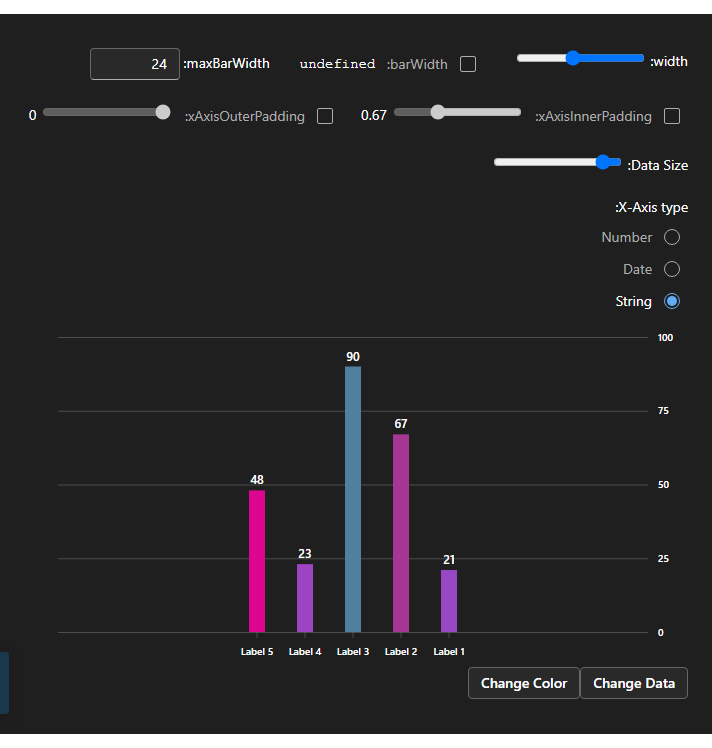 :width
undefined :barWidth
24 :maxBarWidth
0.67 :xAxisInnerPadding
0 :xAxisOuterPadding
:Data Size
:X-Axis type
Number
Date
String
100
75
50
25
0
48
23
90
67
21
Label 5 Label 4 Label 3 Label 2 Label 1
Change Color
Change Data